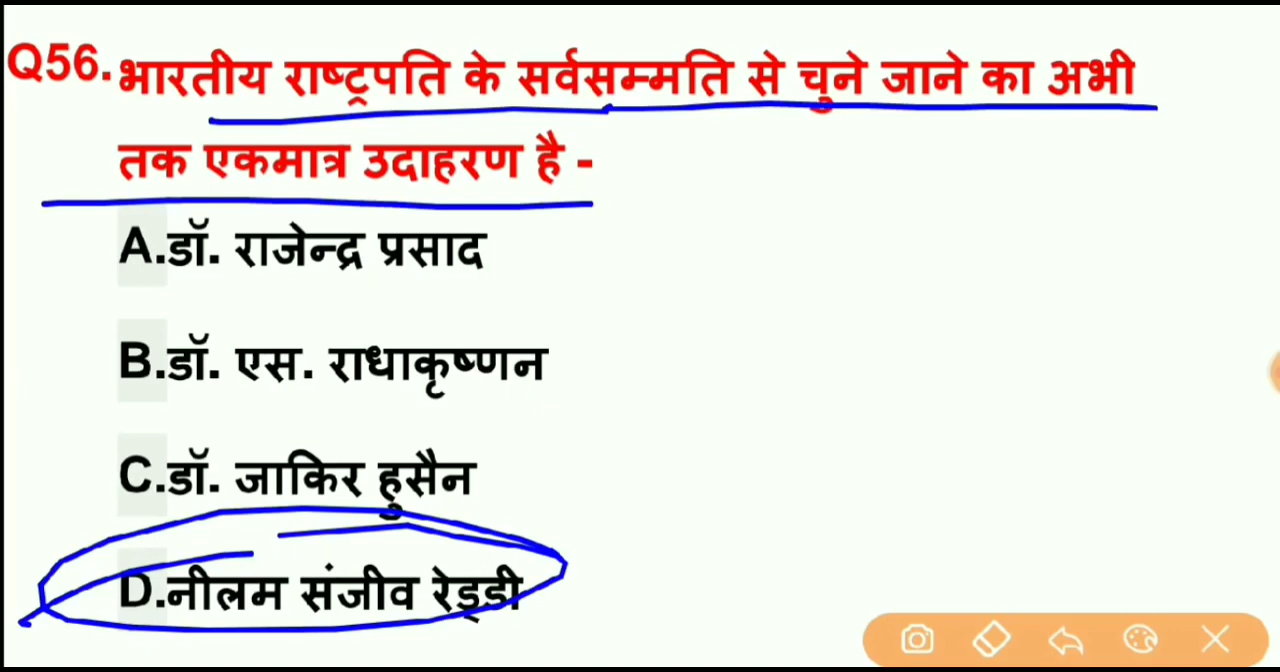 Q56. भारतीय राष्ट्रपति के सर्वसम्मति से चुने जाने का अभी
तक एकमात्र उदाहरण है -
A.डॉ. राजेन्द्र प्रसाद
B.डॉ. एस. राधाकृष्णन
C.डॉ. जाकिर हुसैन
D.नीलम संजीव रेड्डी